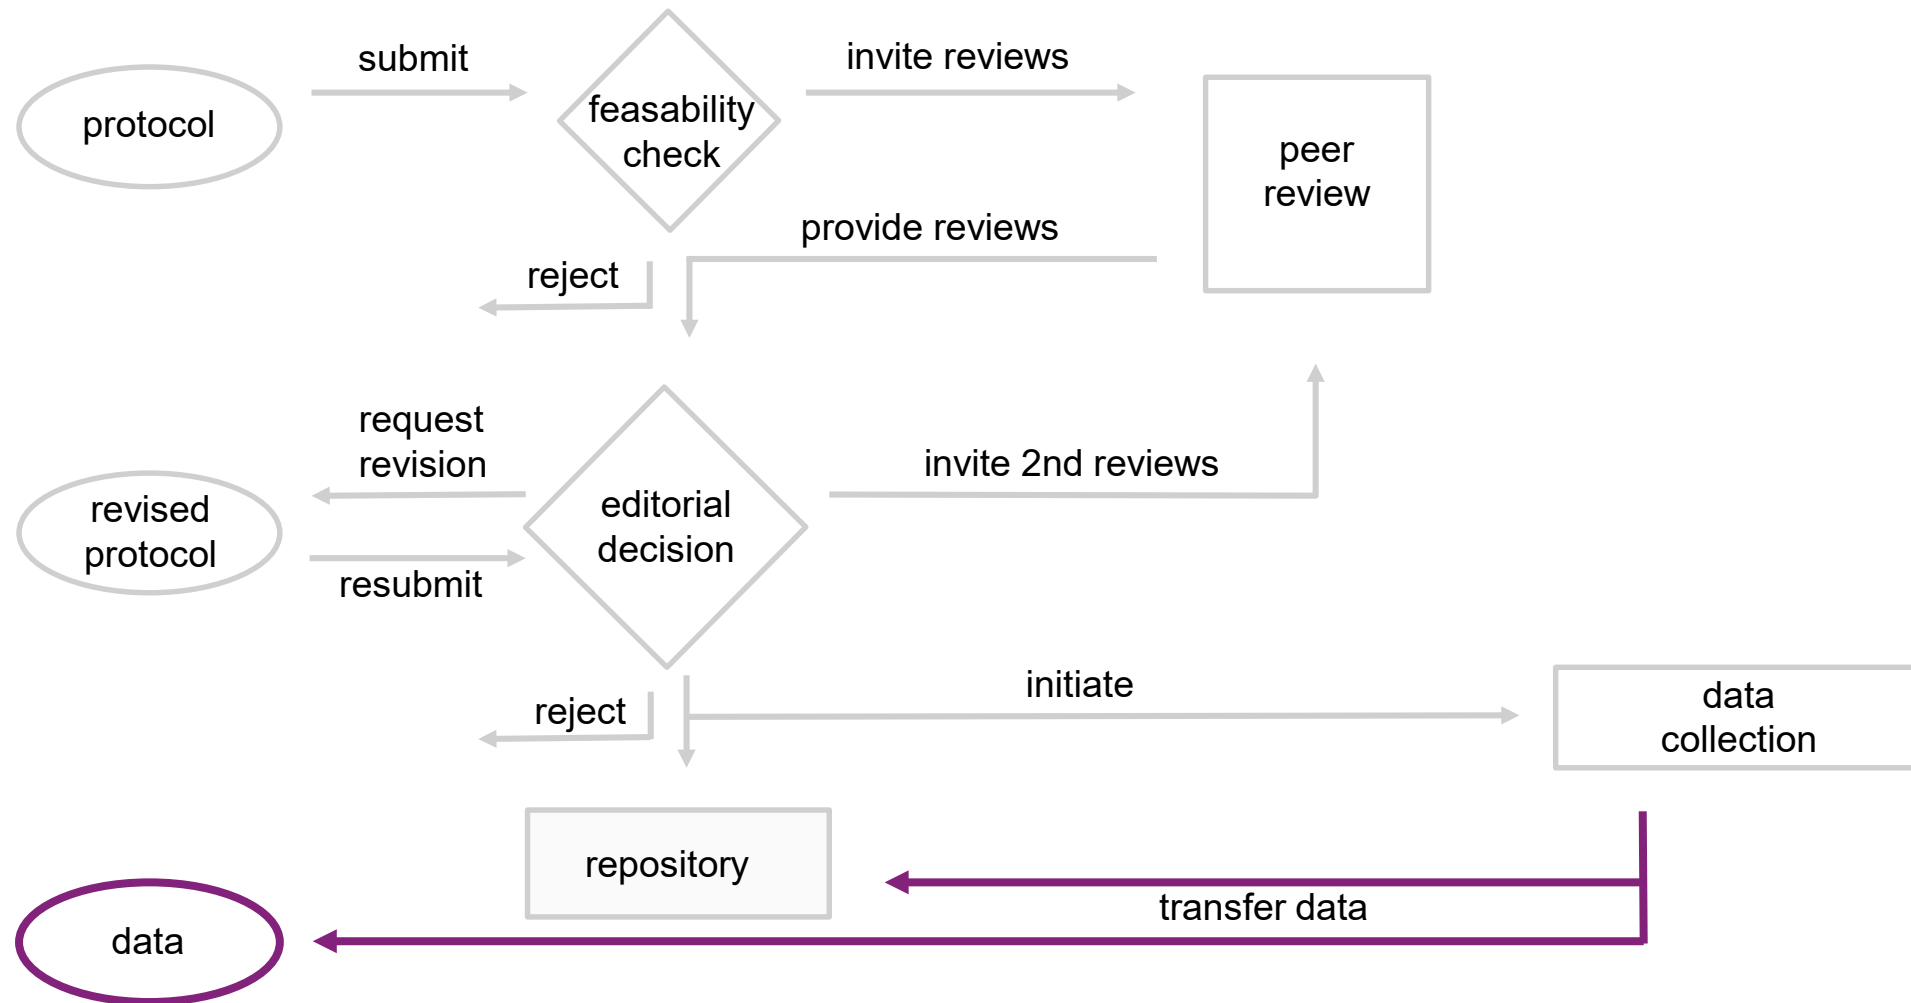 submit
invite reviews
protocol
feasability
check
peer
review
provide reviews
reject
request
revision
invite 2nd reviews
revised
protocol
editorial
decision
resubmit
initiate
reject
data
collection
repository
transfer data
data